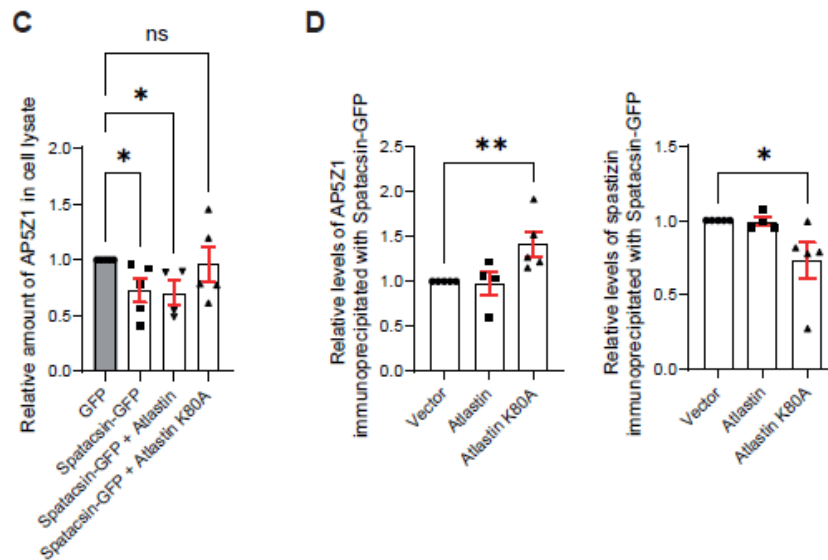 C
ns
*
*
Relative amount of AP5Z1 in cell lysate
2.0
1.5
1.0
0.5
0.0
GFP
Spatacsin-GFP
Spatacsin-GFP + Atlastin
Spatacsin-GFP + Atlastin K80A
D
**
Relative levels of AP5Z1
immunoprecipitated with Spatacsin-GFP
2.5
2.0
1.5
1.0
0.5
0.0
Vector
Atlastin
Atlastin K80A
*
Relative levels of spastizin
immunoprecipitated with Spatacsin-GFP
1.5
1.0
0.5
0.0
Vector
Atlastin
Atlastin K80A